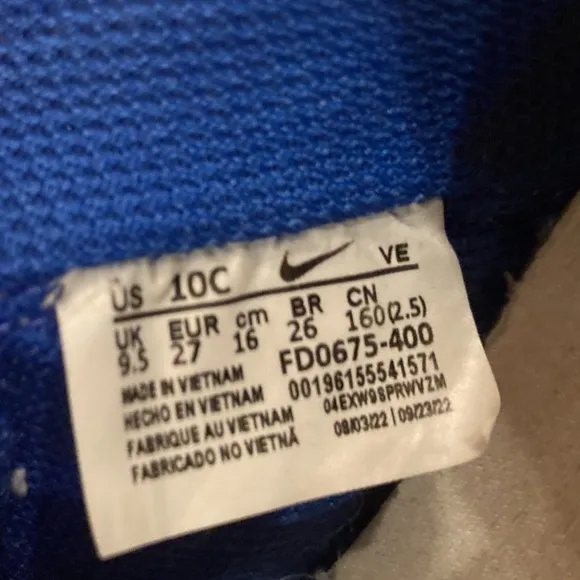 US 10C VE
UK EUR cm BR CN
9.5 27 16 26 160(2.5)
FD0675-400
MADE IN VIETNAM 00196155541571
HECHO EN VIETNAM 04EXW9SPRWVZM
FABRIQUE AU VIETNAM 08/03/22 | 09/23/22
FABRICADO NO VIETNÃ